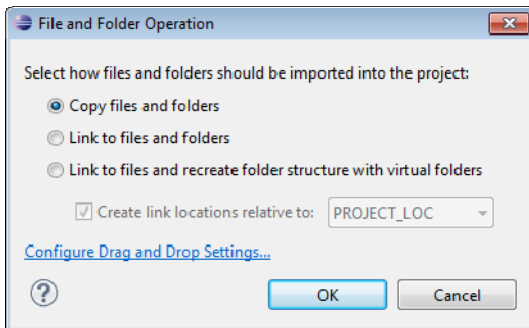 File and Folder Operation
Select how files and folders should be imported into the project:
Copy files and folders
Link to files and folders
Link to files and recreate folder structure with virtual folders
Create link locations relative to: PROJECT_LOC
Configure Drag and Drop Settings...
? OK Cancel